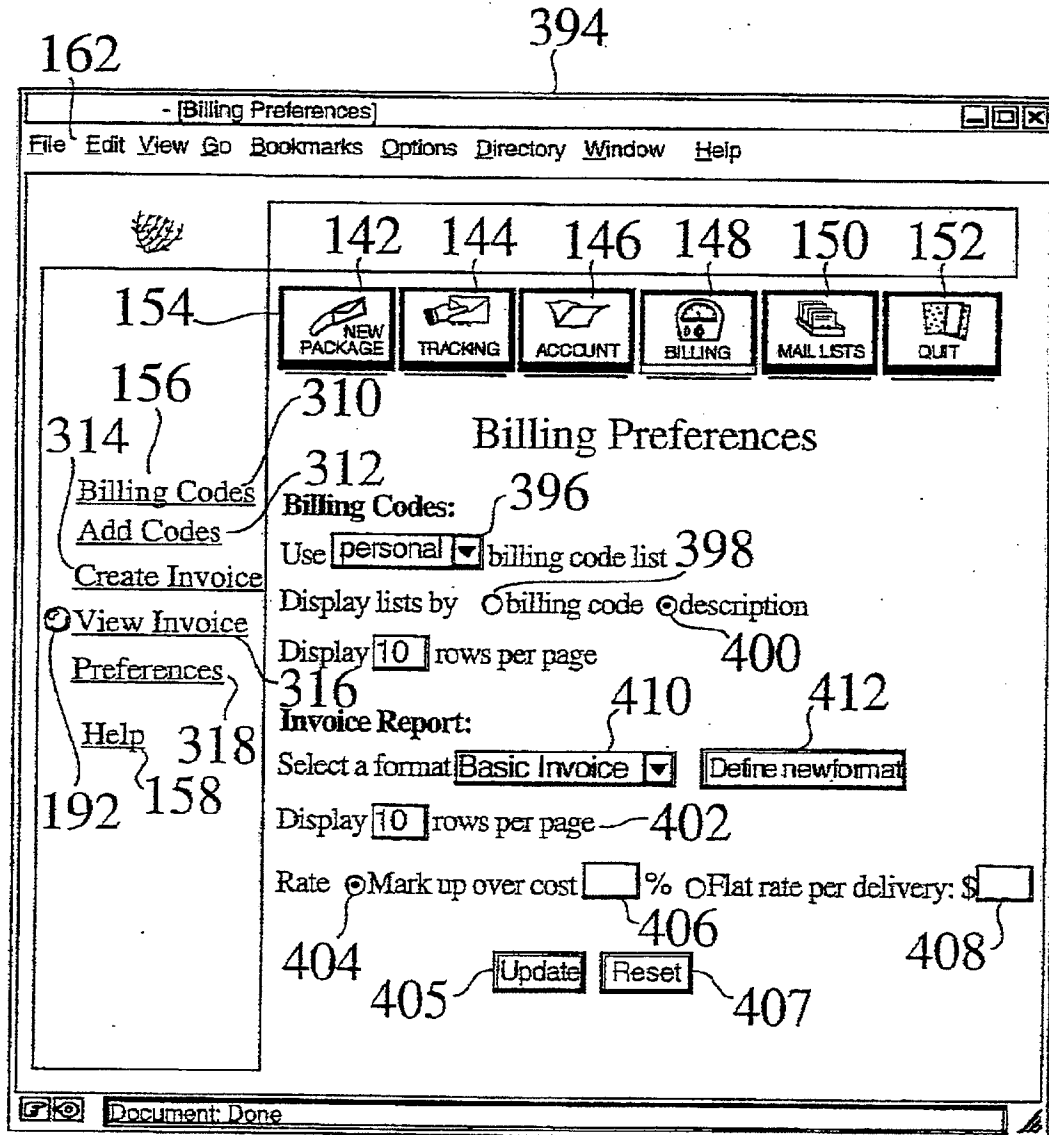 394
162
- [Billing Preferences]
File Edit View Go Bookmarks Options Directory Window Help
142 144 146 148 150 152
154
NEW PACKAGE TRACKING ACCOUNT BILLING MAIL LISTS QUIT
156
310
314
Billing Preferences
312
396
Billing Codes
Billing Codes:
Add Codes
Use personal billing code list 398
Create Invoice
Display lists by billing code description
View Invoice
400
Display 10 rows per page
Preferences
316
410
412
Invoice Report:
Help
318
Select a format Basic Invoice Define new format
158
192
Display 10 rows per page 402
Rate Mark up over cost % Flat rate per delivery: $
406
408
404
Update Reset
405
407
Document: Done